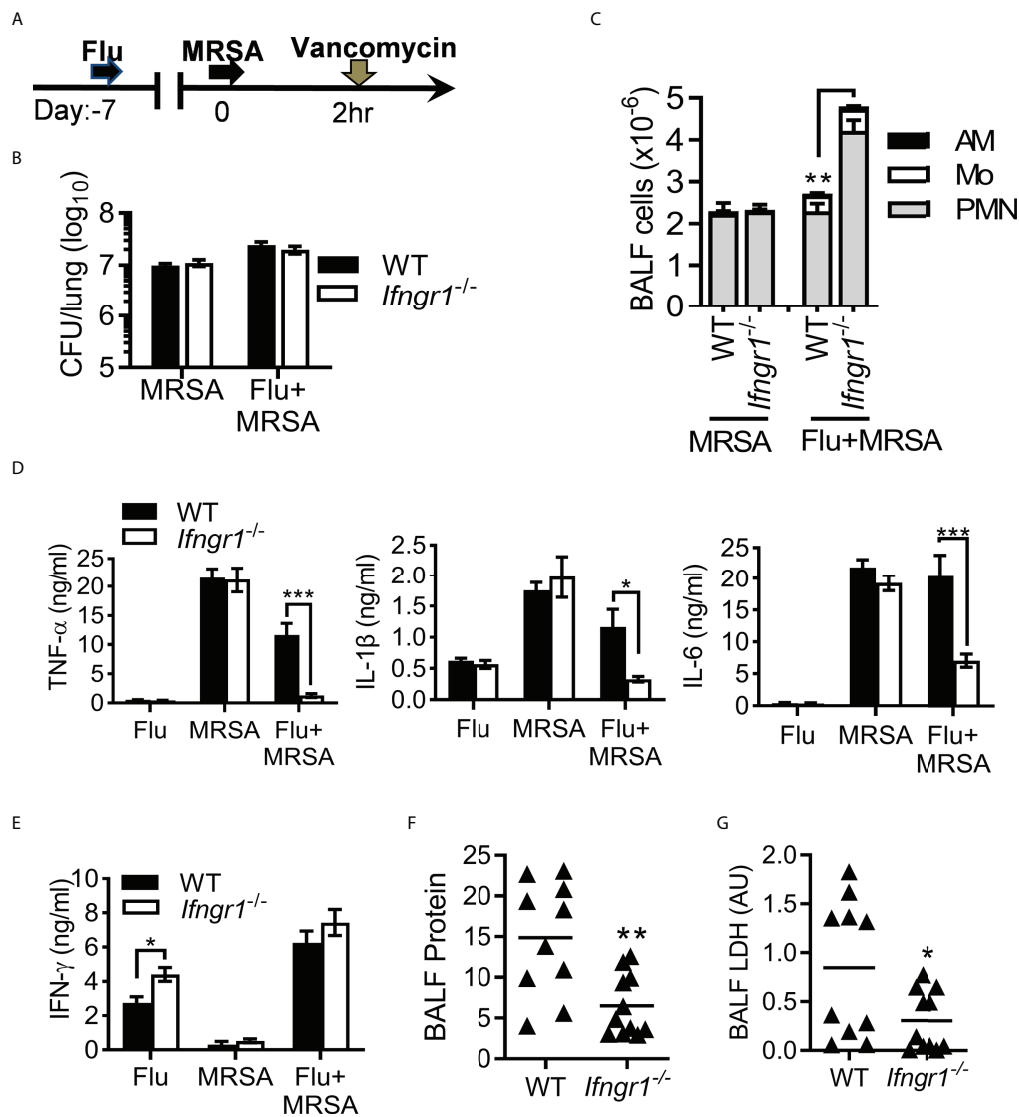 A
Flu MRSA Vancomycin
Day:-7 0 2hr
B
CFU/lung (log10)
8
7
6
5
MRSA Flu+
MRSA
WT
Ifngr1-/-
C
BALF cells (x10-6)
5
4
3
2
1
0
**
AM
Mo
PMN
WT Ifngr1-/- WT Ifngr1-/-
MRSA Flu+MRSA
D
WT
Ifngr1-/-
TNF-α (ng/ml)
25
20
15
10
5
0
***
Flu MRSA Flu+
MRSA
IL-1β (ng/ml)
2.5
2.0
1.5
1.0
0.5
0.0
*
Flu MRSA Flu+
MRSA
IL-6 (ng/ml)
25
20
15
10
5
0
***
Flu MRSA Flu+
MRSA
E
IFN-γ (ng/ml)
10
8
6
4
2
0
WT
Ifngr1-/-
*
Flu MRSA Flu+
MRSA
F
BALF Protein
25
20
15
10
5
0
**
WT Ifngr1-/-
G
BALF LDH (AU)
2.0
1.5
1.0
0.5
0.0
*
WT Ifngr1-/-